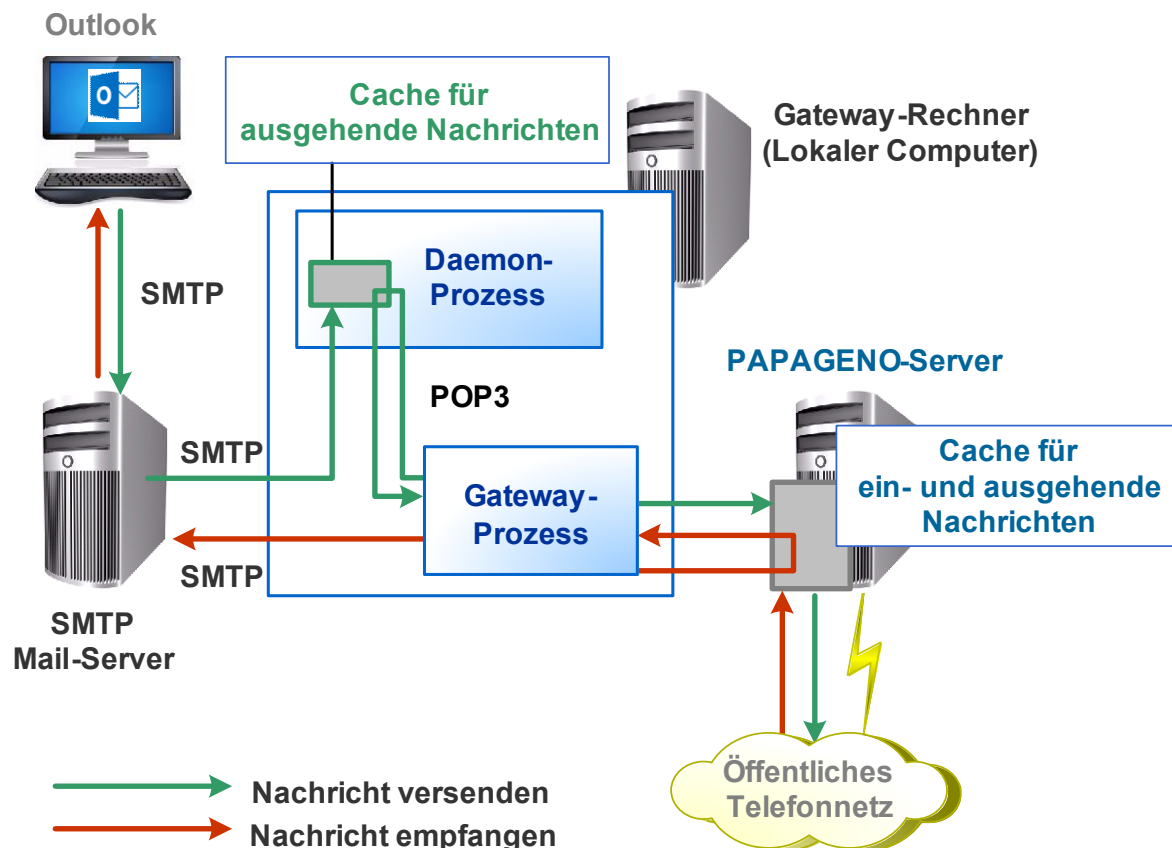 Outlook
Cache für
ausgehende Nachrichten
Gateway-Rechner
(Lokaler Computer)
Daemon-
Prozess
SMTP
PAPAGENO-Server
POP3
SMTP
Cache für
ein- und ausgehende
Nachrichten
Gateway-
Prozess
SMTP
SMTP
Mail-Server
Öffentliches
Telefonnetz
Nachricht versenden
Nachricht empfangen